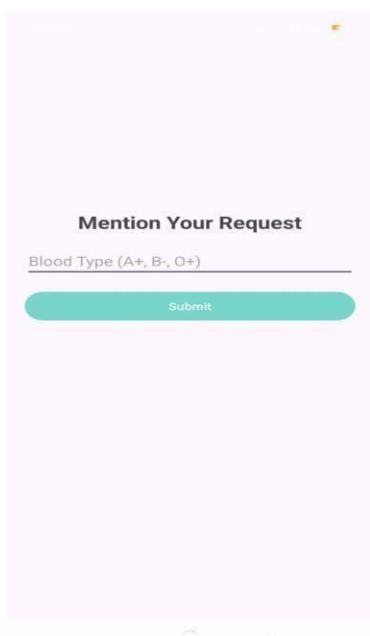 Mention Your Request
Blood Type (A+, B-, O+)
Submit